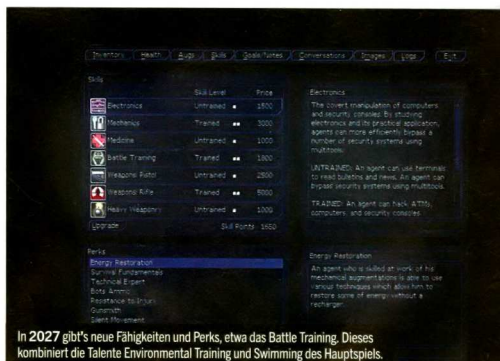 Inventory Health Augs Skills Goals/Notes Conversations Images Logs Exit
Skills
Skill Level Price
Electronics Untrained 1500
Mechanics Trained 3000
Medicine Untrained 1000
Battle Training Trained 1800
Weapons: Pistol Untrained 2500
Weapons: Rifle Trained 5000
Heavy Weaponry Untrained 1000
Upgrade Skill Points 1660
Electronics
The covert manipulation of computers
and security consoles. By studying
electronics and its practical application,
agents can more efficiently bypass a
number of security systems using
multitools.
UNTRAINED: An agent can use terminals
to read bulletins and news. An agent can
bypass security systems using multitools.
TRAINED: An agent can hack ATMs,
computers, and security consoles.
Perks
Energy Restoration
Survival Fundamentals
Technical Expert
Bots Ammo
Resistance to Injury
Gunsmith
Silent Movement
Energy Restoration
An agent who is skilled at work of his
mechanical augmentations is able to use
various techniques which allow him to
restore some of energy without a
recharger.
In 2027 gibt's neue Fähigkeiten und Perks, etwa das Battle Training. Dieses
kombiniert die Talente Environmental Training und Swimming des Hauptspiels.